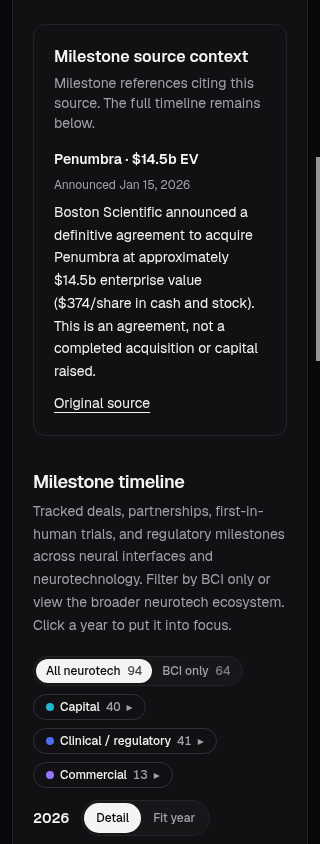 Milestone source context
Milestone references citing this
source. The full timeline remains
below.
Penumbra · $14.5b EV
Announced Jan 15, 2026
Boston Scientific announced a
definitive agreement to acquire
Penumbra at approximately
$14.5b enterprise value
($374/share in cash and stock).
This is an agreement, not a
completed acquisition or capital
raised.
Original source
Milestone timeline
Tracked deals, partnerships, first-in-
human trials, and regulatory milestones
across neural interfaces and
neurotechnology. Filter by BCI only or
view the broader neurotech ecosystem.
Click a year to put it into focus.
All neurotech 94 BCI only 64
Capital 40 ▸
Clinical / regulatory 41 ▸
Commercial 13 ▸
2026 Detail Fit year